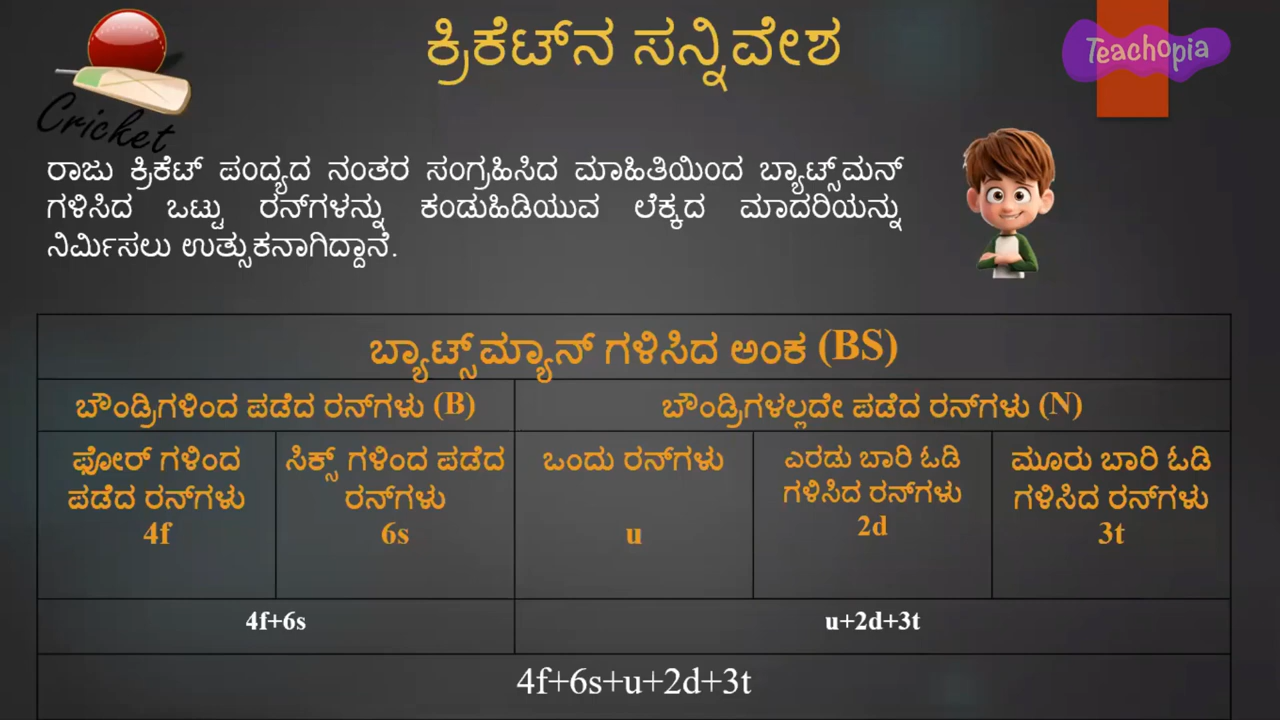 Cricket
ಕ್ರಿಕೆಟ್‌ನ ಸನ್ನಿವೇಶ
Teachopia
ರಾಜು ಕ್ರಿಕೆಟ್ ಪಂದ್ಯದ ನಂತರ ಸಂಗ್ರಹಿಸಿದ ಮಾಹಿತಿಯಿಂದ ಬ್ಯಾಟ್ಸ್‌ಮನ್
ಗಳಿಸಿದ ಒಟ್ಟು ರನ್‌ಗಳನ್ನು ಕಂಡುಹಿಡಿಯುವ ಲೆಕ್ಕದ ಮಾದರಿಯನ್ನು
ನಿರ್ಮಿಸಲು ಉತ್ಸುಕನಾಗಿದ್ದಾನೆ.
ಬ್ಯಾಟ್ಸ್‌ಮ್ಯಾನ್ ಗಳಿಸಿದ ಅಂಕ (BS)
ಬೌಂಡ್ರಿಗಳಿಂದ ಪಡೆದ ರನ್‌ಗಳು (B)
ಬೌಂಡ್ರಿಗಳಲ್ಲದೇ ಪಡೆದ ರನ್‌ಗಳು (N)
ಫೋರ್ ಗಳಿಂದ
ಪಡೆದ ರನ್‌ಗಳು
4f
ಸಿಕ್ಸ್ ಗಳಿಂದ ಪಡೆದ
ರನ್‌ಗಳು
6s
ಒಂದು ರನ್‌ಗಳು
u
ಎರಡು ಬಾರಿ ಓಡಿ
ಗಳಿಸಿದ ರನ್‌ಗಳು
2d
ಮೂರು ಬಾರಿ ಓಡಿ
ಗಳಿಸಿದ ರನ್‌ಗಳು
3t
4f+6s
u+2d+3t
4f+6s+u+2d+3t